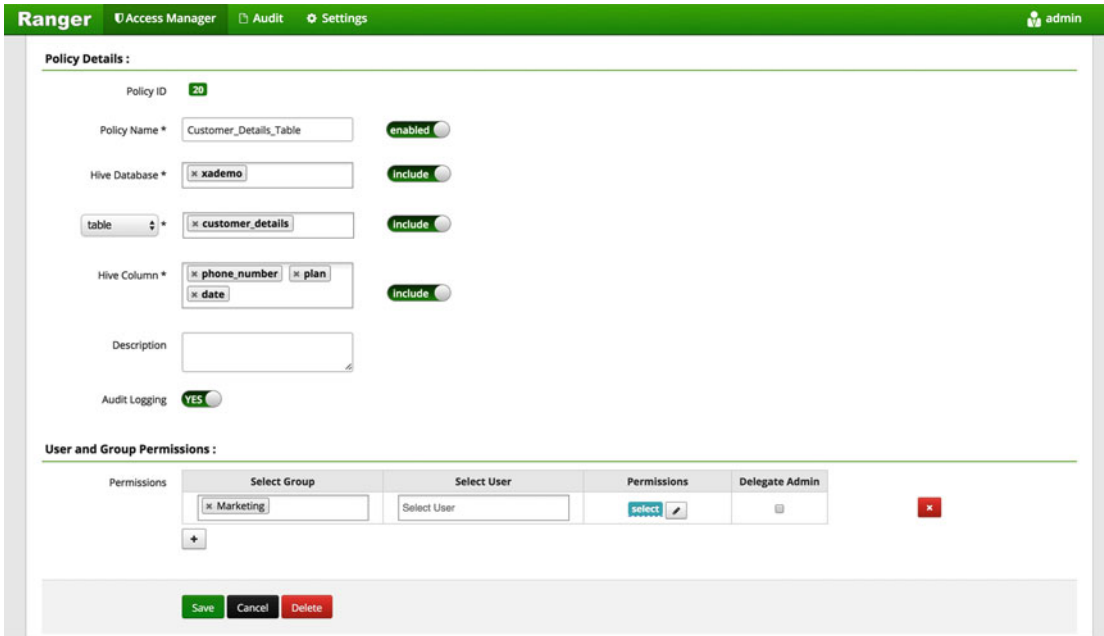 Ranger Access Manager Audit Settings admin
Policy Details :
Policy ID 20
Policy Name * Customer_Details_Table enabled
Hive Database * × xademo include
table * × customer_details include
Hive Column * × phone_number × plan
× date include
Description
Audit Logging YES
User and Group Permissions :
Permissions Select Group Select User Permissions Delegate Admin
× Marketing Select User select ×
+
Save Cancel Delete